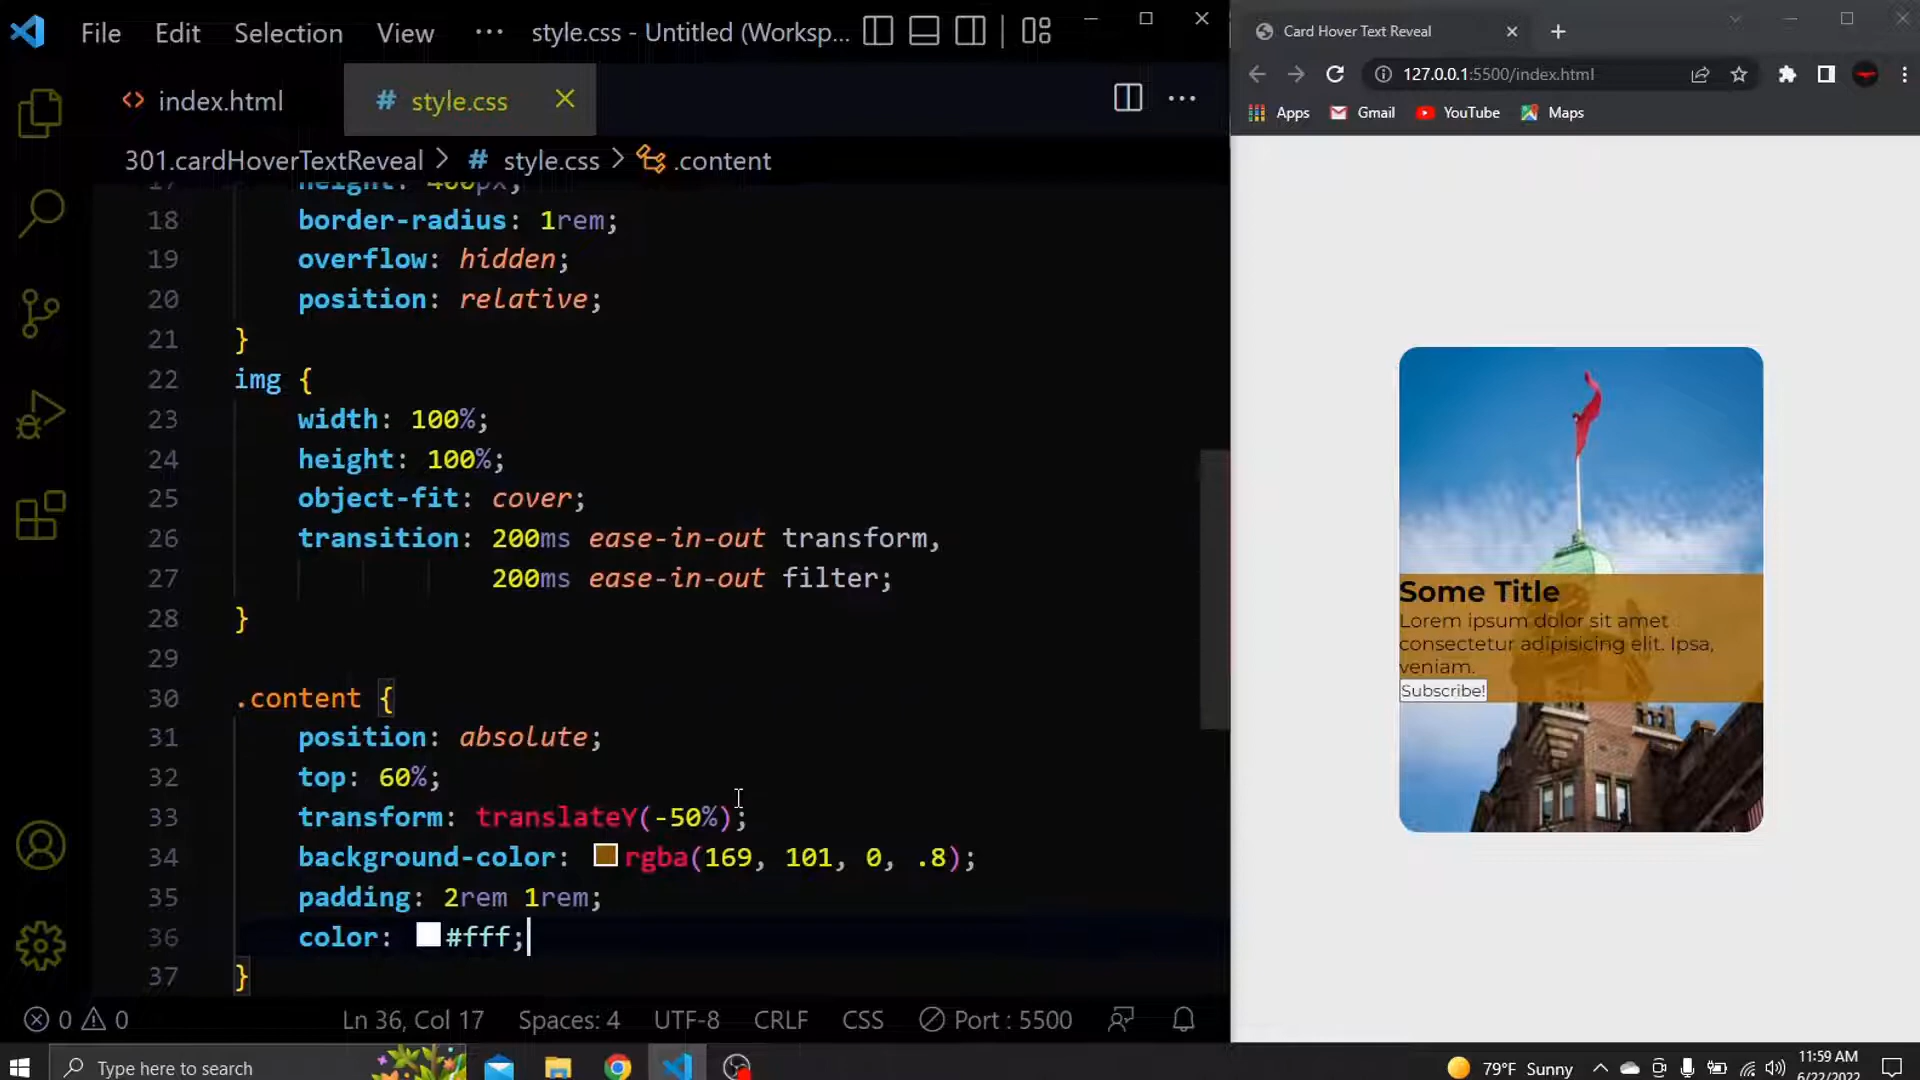 File Edit Selection View ··· style.css - Untitled (Worksp...
index.html # style.css
301.cardHoverTextReveal > # style.css > .content
17 height: 400px;
18 border-radius: 1rem;
19 overflow: hidden;
20 position: relative;
21 }
22 img {
23 width: 100%;
24 height: 100%;
25 object-fit: cover;
26 transition: 200ms ease-in-out transform,
27 200ms ease-in-out filter;
28 }
29
30 .content {
31 position: absolute;
32 top: 60%;
33 transform: translateY(-50%);
34 background-color: rgba(169, 101, 0, .8);
35 padding: 2rem 1rem;
36 color: #fff;
37 }
0 0 Ln 36, Col 17 Spaces: 4 UTF-8 CRLF CSS Port : 5500
Card Hover Text Reveal
127.0.0.1:5500/index.html
Apps Gmail YouTube Maps
Some Title
Lorem ipsum dolor sit amet
consectetur adipisicing elit. Ipsa,
veniam.
Subscribe!
Type here to search
79°F Sunny
11:59 AM
6/22/2022